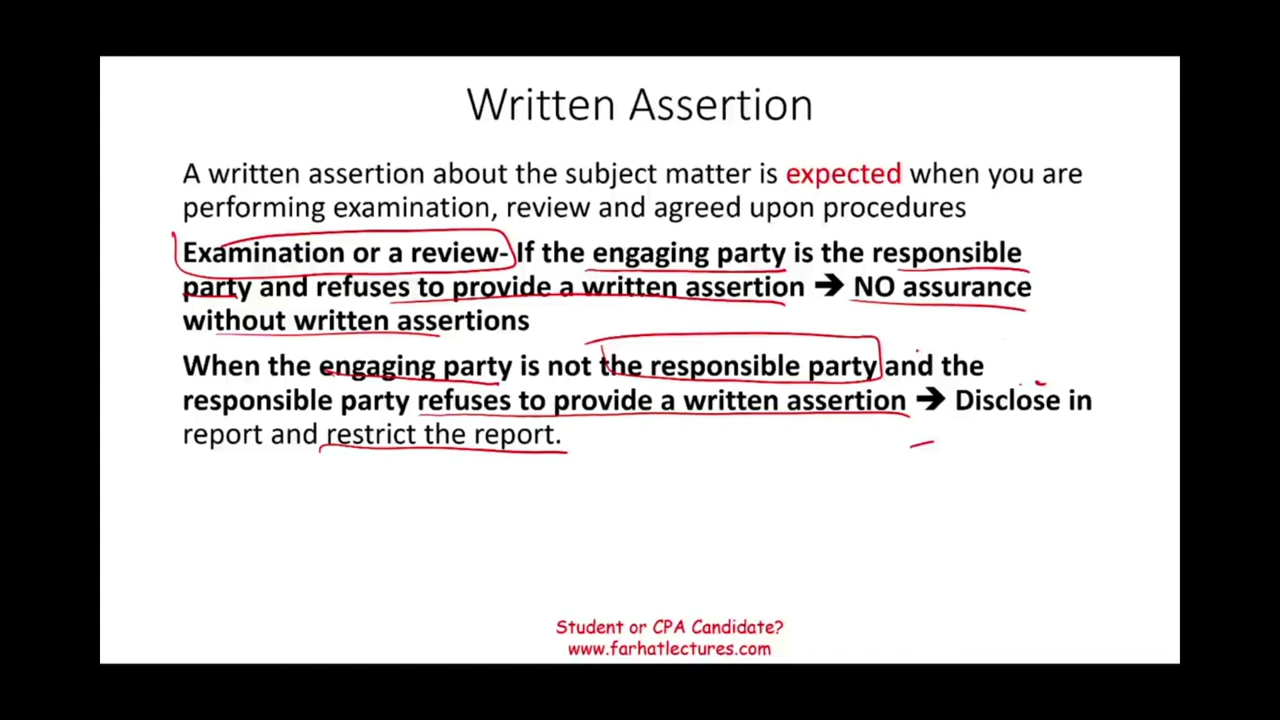 Written Assertion
A written assertion about the subject matter is expected when you are
performing examination, review and agreed upon procedures
Examination or a review- If the engaging party is the responsible
party and refuses to provide a written assertion ➔ NO assurance
without written assertions
When the engaging party is not the responsible party and the
responsible party refuses to provide a written assertion ➔ Disclose in
report and restrict the report.
Student or CPA Candidate?
www.farhatlectures.com